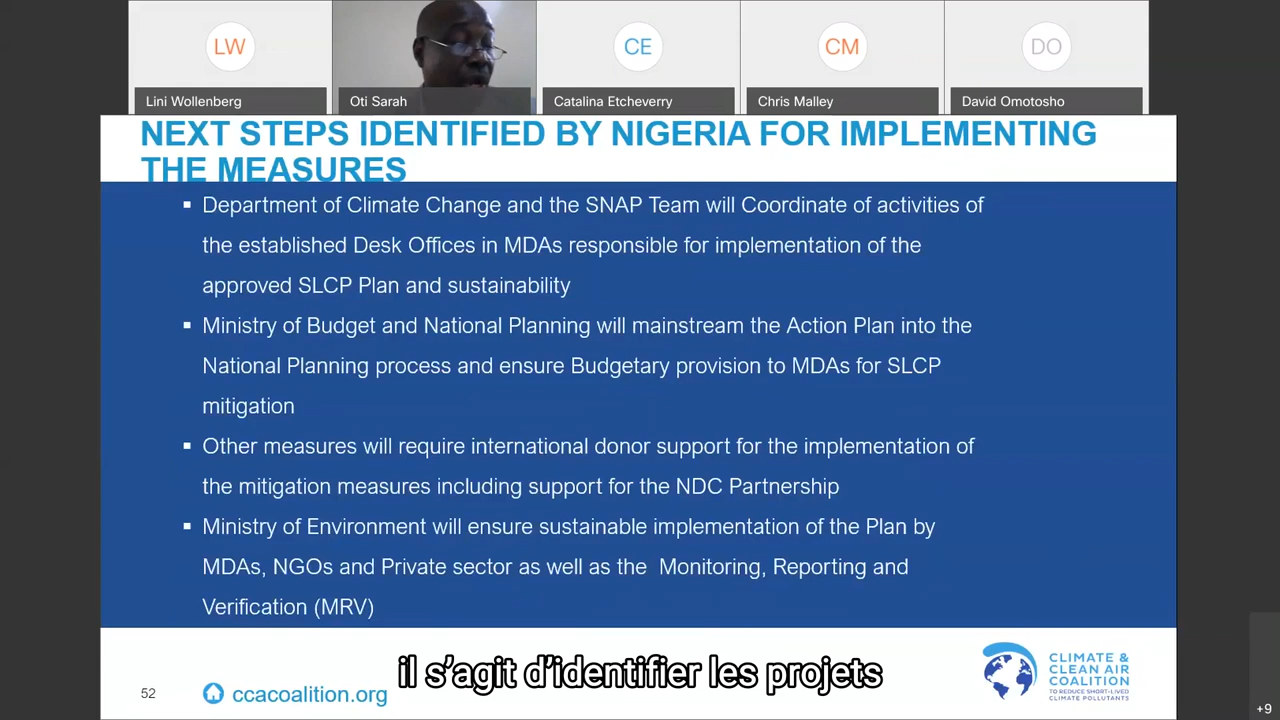 LW
CE
CM
DO
Lini Wollenberg
Oti Sarah
Catalina Etcheverry
Chris Malley
David Omotosho
NEXT STEPS IDENTIFIED BY NIGERIA FOR IMPLEMENTING
THE MEASURES
▪ Department of Climate Change and the SNAP Team will Coordinate of activities of
the established Desk Offices in MDAs responsible for implementation of the
approved SLCP Plan and sustainability
▪ Ministry of Budget and National Planning will mainstream the Action Plan into the
National Planning process and ensure Budgetary provision to MDAs for SLCP
mitigation
▪ Other measures will require international donor support for the implementation of
the mitigation measures including support for the NDC Partnership
▪ Ministry of Environment will ensure sustainable implementation of the Plan by
MDAs, NGOs and Private sector as well as the Monitoring, Reporting and
Verification (MRV)
il s'agit d'identifier les projets
52
ccacoalition.org
CLIMATE &
CLEAN AIR
COALITION
TO REDUCE SHORT-LIVED
CLIMATE POLLUTANTS
+9